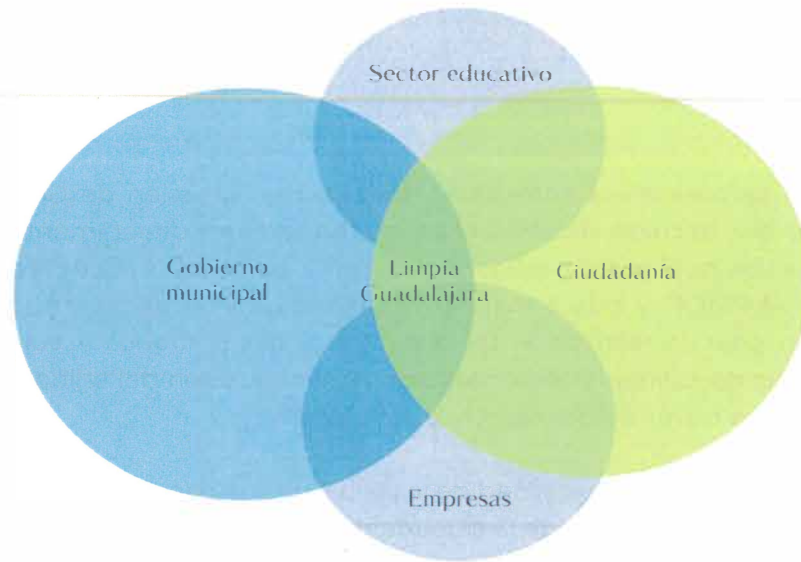 Sector educativo
Gobierno
municipal
Limpia
Guadalajara
Ciudadanía
Empresas